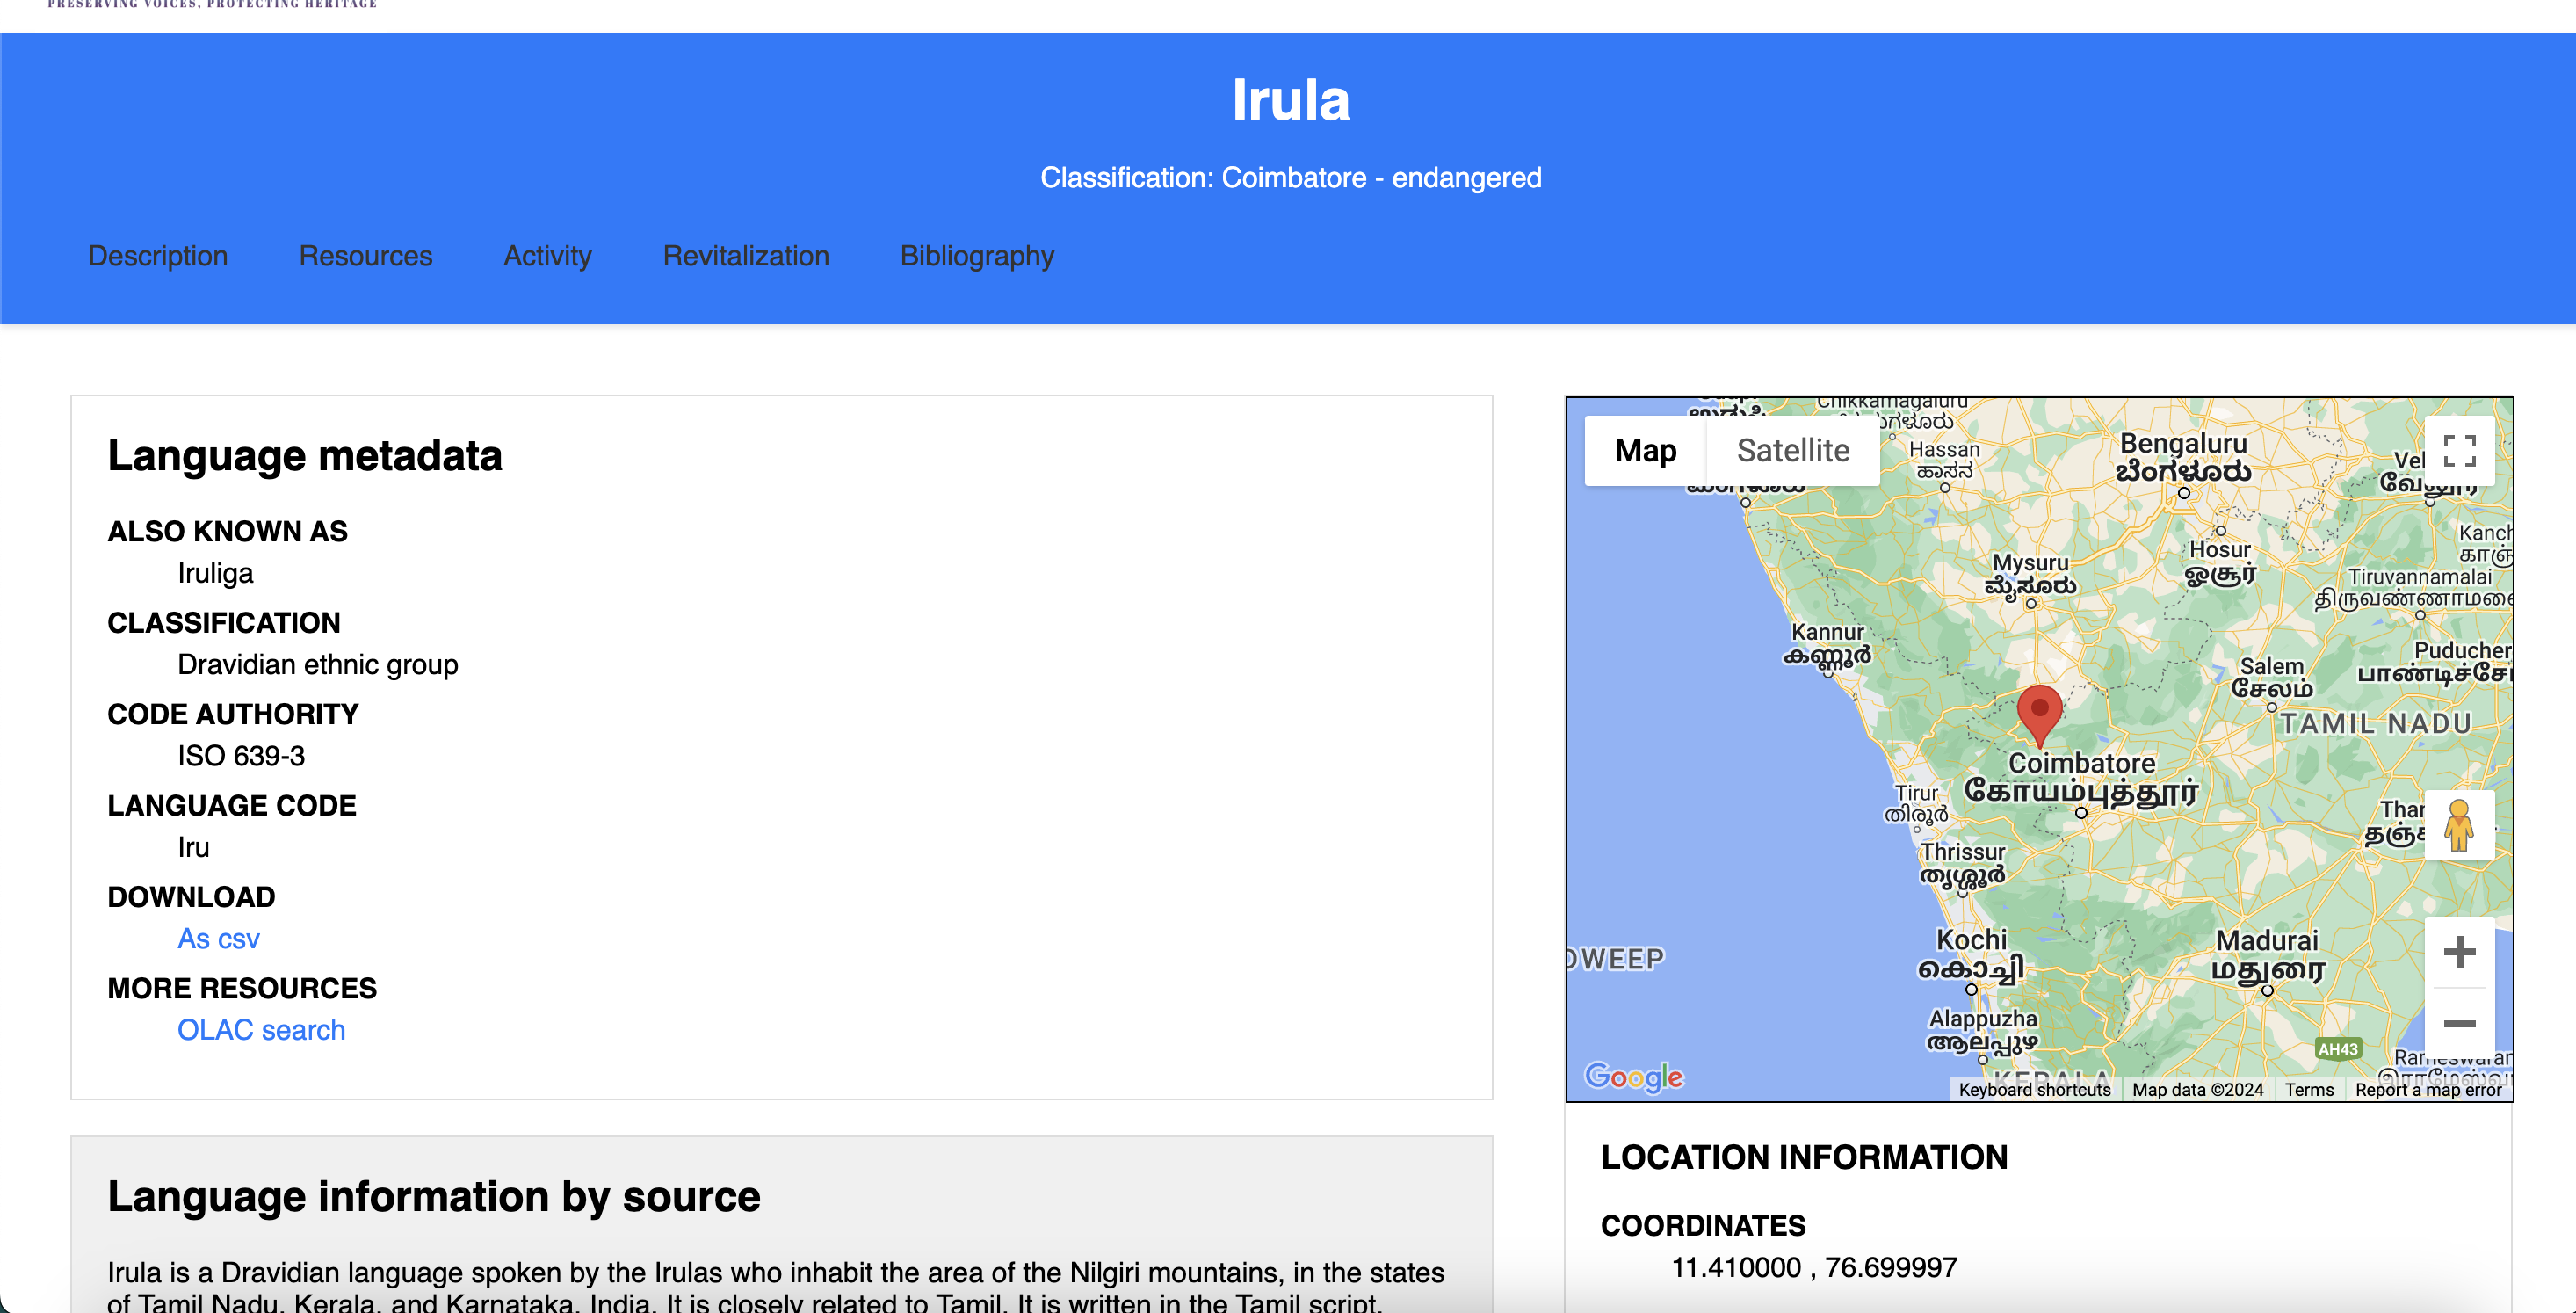 PRESERVING VOICES, PROTECTING HERITAGE
Irula
Classification: Coimbatore - endangered
Description Resources Activity Revitalization Bibliography
Language metadata
ALSO KNOWN AS
Iruliga
CLASSIFICATION
Dravidian ethnic group
CODE AUTHORITY
ISO 639-3
LANGUAGE CODE
Iru
DOWNLOAD
As csv
MORE RESOURCES
OLAC search
Language information by source
Irula is a Dravidian language spoken by the Irulas who inhabit the area of the Nilgiri mountains, in the states
of Tamil Nadu, Kerala, and Karnataka, India. It is closely related to Tamil. It is written in the Tamil script.
Map Satellite
Chikkamagaluru
Hassan
ಹಾಸನ
Bengaluru
ಬೆಂಗಳೂರು
Hosur
ஓசூர்
Mysuru
ಮೈಸೂರು
Tiruvannamalai
Kannur
കണ്ണൂർ
Salem
சேலம்
TAMIL NADU
Coimbatore
கோயம்புத்தூர்
Tirur
തിരൂർ
Thrissur
തൃശ്ശൂർ
Kochi
കൊച്ചി
Madurai
மதுரை
Alappuzha
ആലപ്പുഴ
AH43
KERALA
Google
Keyboard shortcuts Map data ©2024 Terms Report a map error
LOCATION INFORMATION
COORDINATES
11.410000 , 76.699997